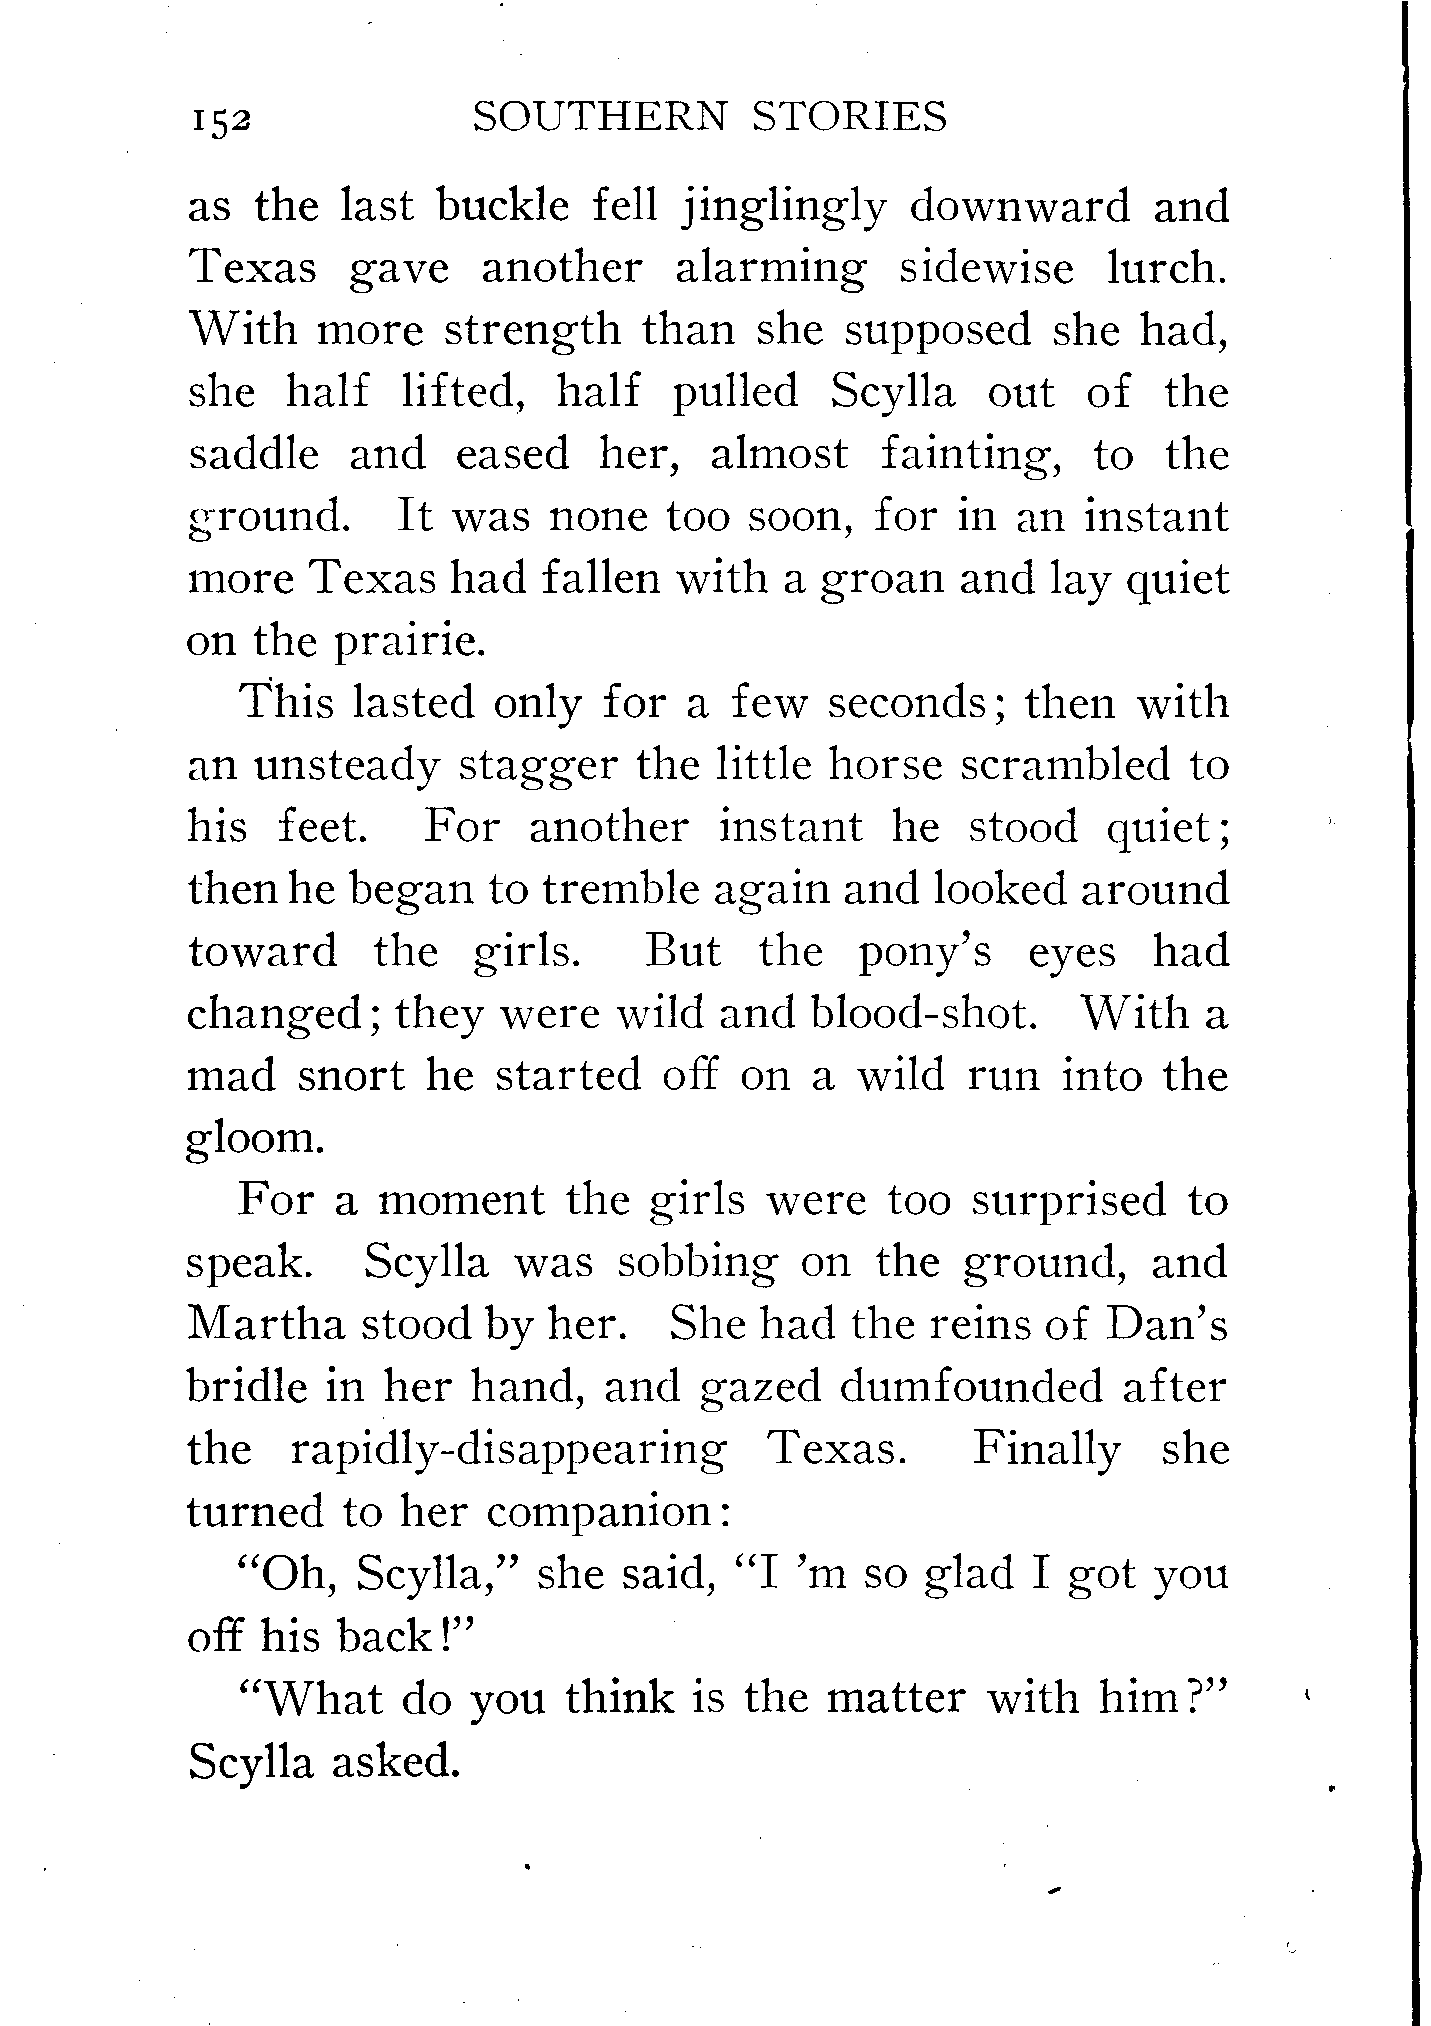 152 SOUTHERN STORIES
as the last buckle fell jinglingly downward and
Texas gave another alarming sidewise lurch.
With more strength than she supposed she had,
she half lifted, half pulled Scylla out of the
saddle and eased her, almost fainting, to the
ground. It was none too soon, for in an instant
more Texas had fallen with a groan and lay quiet
on the prairie.
This lasted only for a few seconds; then with
an unsteady stagger the little horse scrambled to
his feet. For another instant he stood quiet;
then he began to tremble again and looked around
toward the girls. But the pony's eyes had
changed; they were wild and blood-shot. With a
mad snort he started off on a wild run into the
gloom.
For a moment the girls were too surprised to
speak. Scylla was sobbing on the ground, and
Martha stood by her. She had the reins of Dan's
bridle in her hand, and gazed dumfounded after
the rapidly-disappearing Texas. Finally she
turned to her companion:
“Oh, Scylla,” she said, “I 'm so glad I got you
off his back!”
“What do you think is the matter with him?”
Scylla asked.